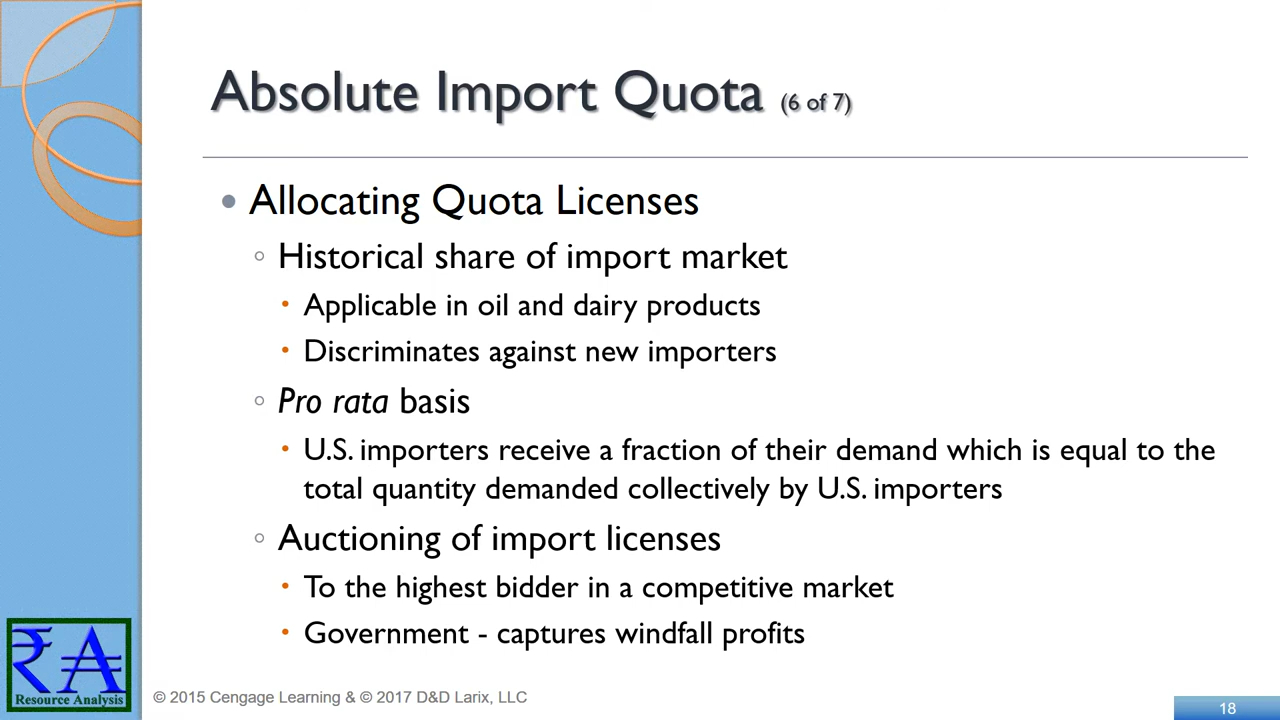 Absolute Import Quota (6 of 7)
Allocating Quota Licenses
Historical share of import market
Applicable in oil and dairy products
Discriminates against new importers
Pro rata basis
U.S. importers receive a fraction of their demand which is equal to the
total quantity demanded collectively by U.S. importers
Auctioning of import licenses
To the highest bidder in a competitive market
Government - captures windfall profits
₹A
Resource Analysis
© 2015 Cengage Learning & © 2017 D&D Larix, LLC
18